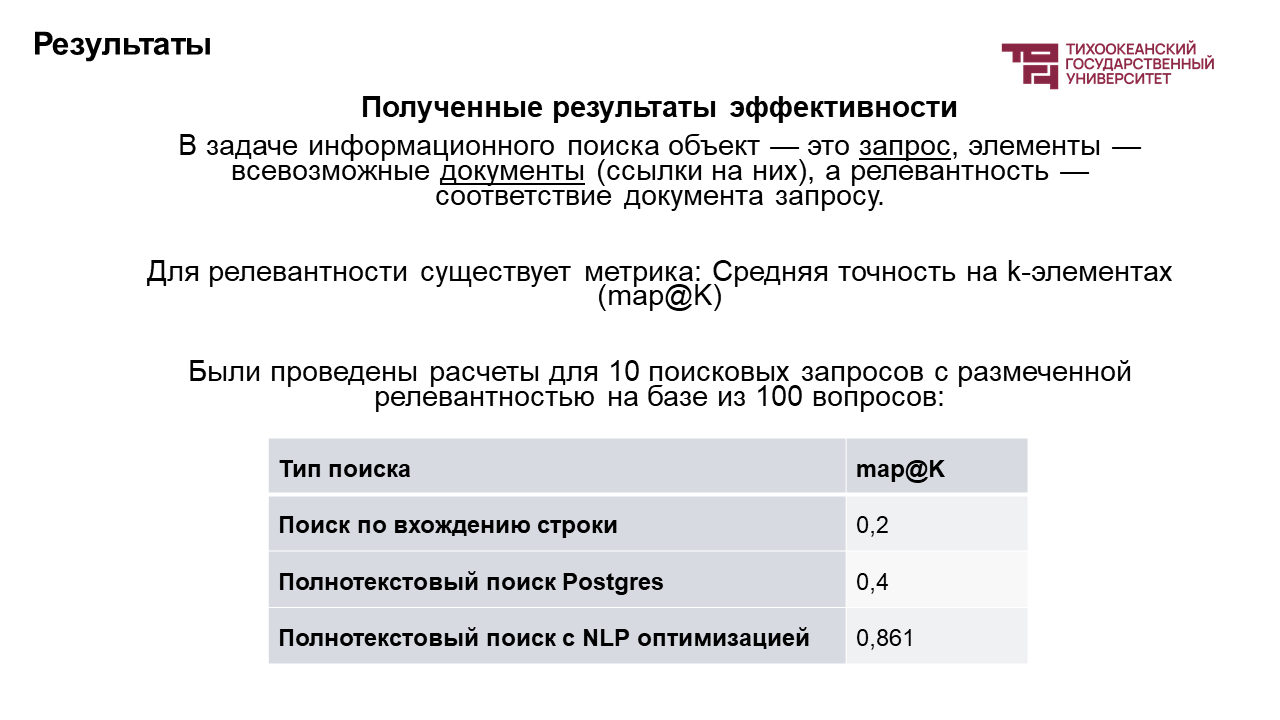 Результаты
ТИХООКЕАНСКИЙ
ГОСУДАРСТВЕННЫЙ
УНИВЕРСИТЕТ
Полученные результаты эффективности
В задаче информационного поиска объект — это запрос, элементы —
всевозможные документы (ссылки на них), а релевантность —
соответствие документа запросу.
Для релевантности существует метрика: Средняя точность на k-элементах
(map@K)
Были проведены расчеты для 10 поисковых запросов с размеченной
релевантностью на базе из 100 вопросов:
Тип поиска map@K
Поиск по вхождению строки 0,2
Полнотекстовый поиск Postgres 0,4
Полнотекстовый поиск с NLP оптимизацией 0,861